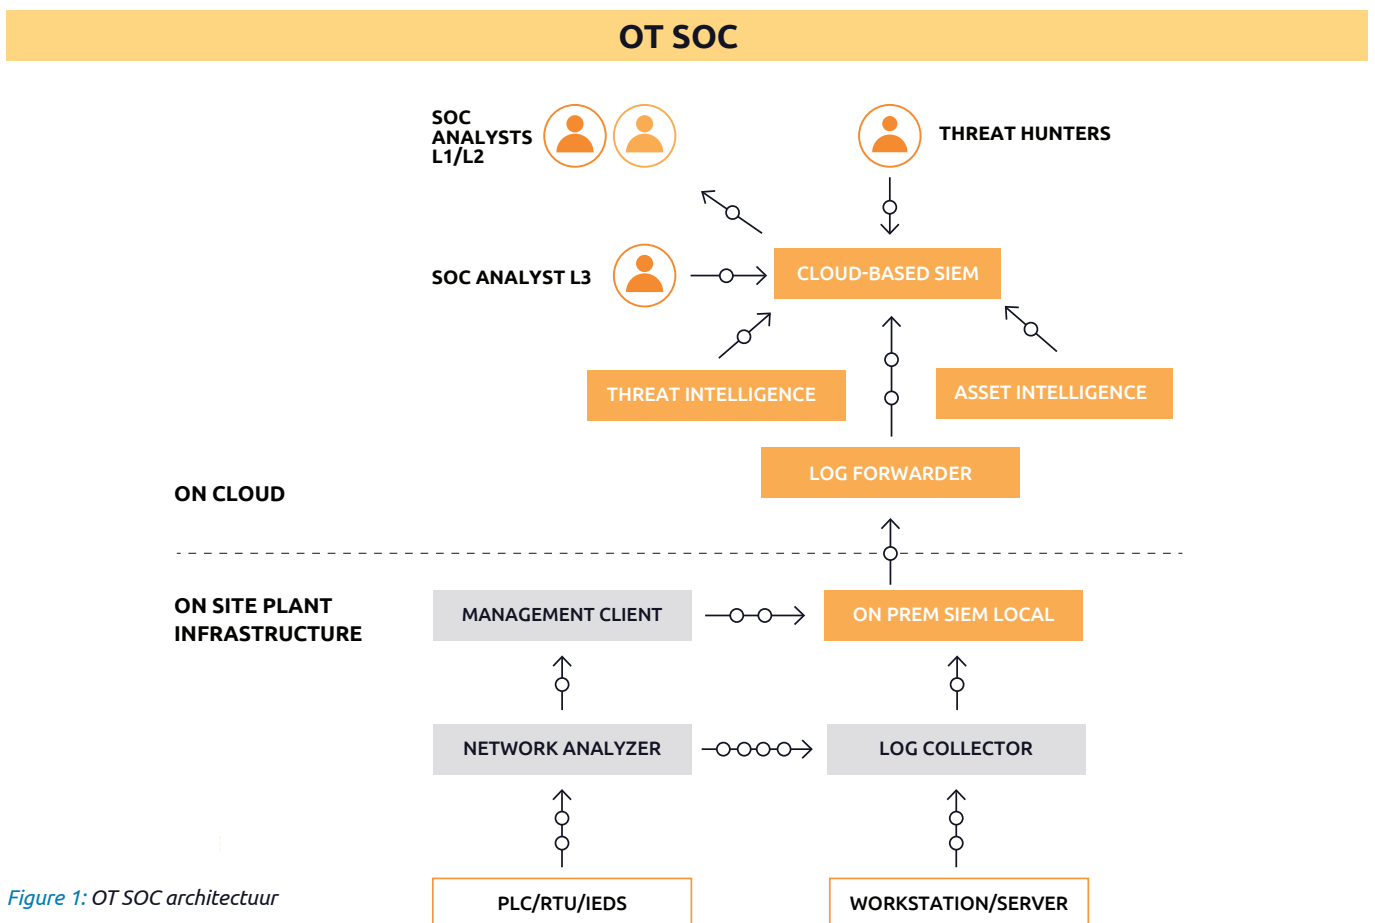 OT SOC
SOC
ANALYSTS
L1/L2
THREAT HUNTERS
SOC ANALYST L3
CLOUD-BASED SIEM
THREAT INTELLIGENCE
ASSET INTELLIGENCE
LOG FORWARDER
ON CLOUD
ON SITE PLANT
INFRASTRUCTURE
MANAGEMENT CLIENT
ON PREM SIEM LOCAL
NETWORK ANALYZER
LOG COLLECTOR
PLC/RTU/IEDS
WORKSTATION/SERVER
Figure 1: OT SOC architectuur